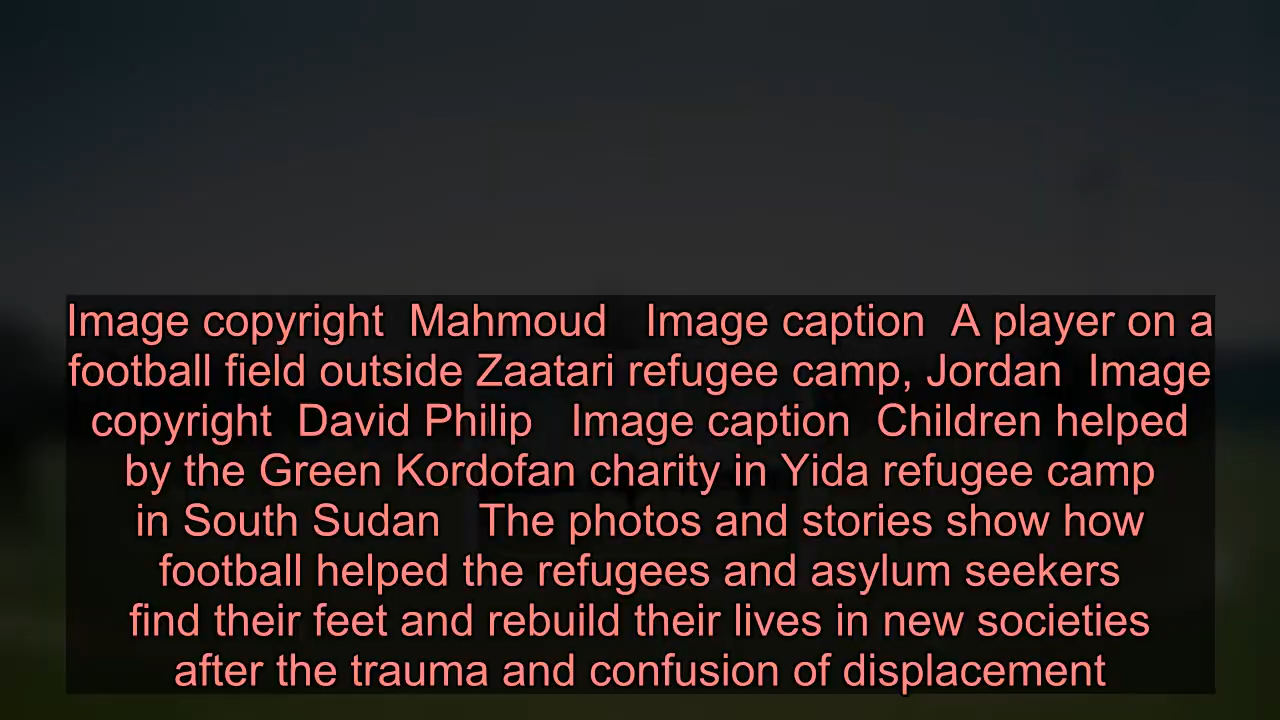 Image copyright  Mahmoud   Image caption  A player on a
football field outside Zaatari refugee camp, Jordan  Image
copyright  David Philip   Image caption  Children helped
by the Green Kordofan charity in Yida refugee camp
in South Sudan   The photos and stories show how
football helped the refugees and asylum seekers
find their feet and rebuild their lives in new societies
after the trauma and confusion of displacement